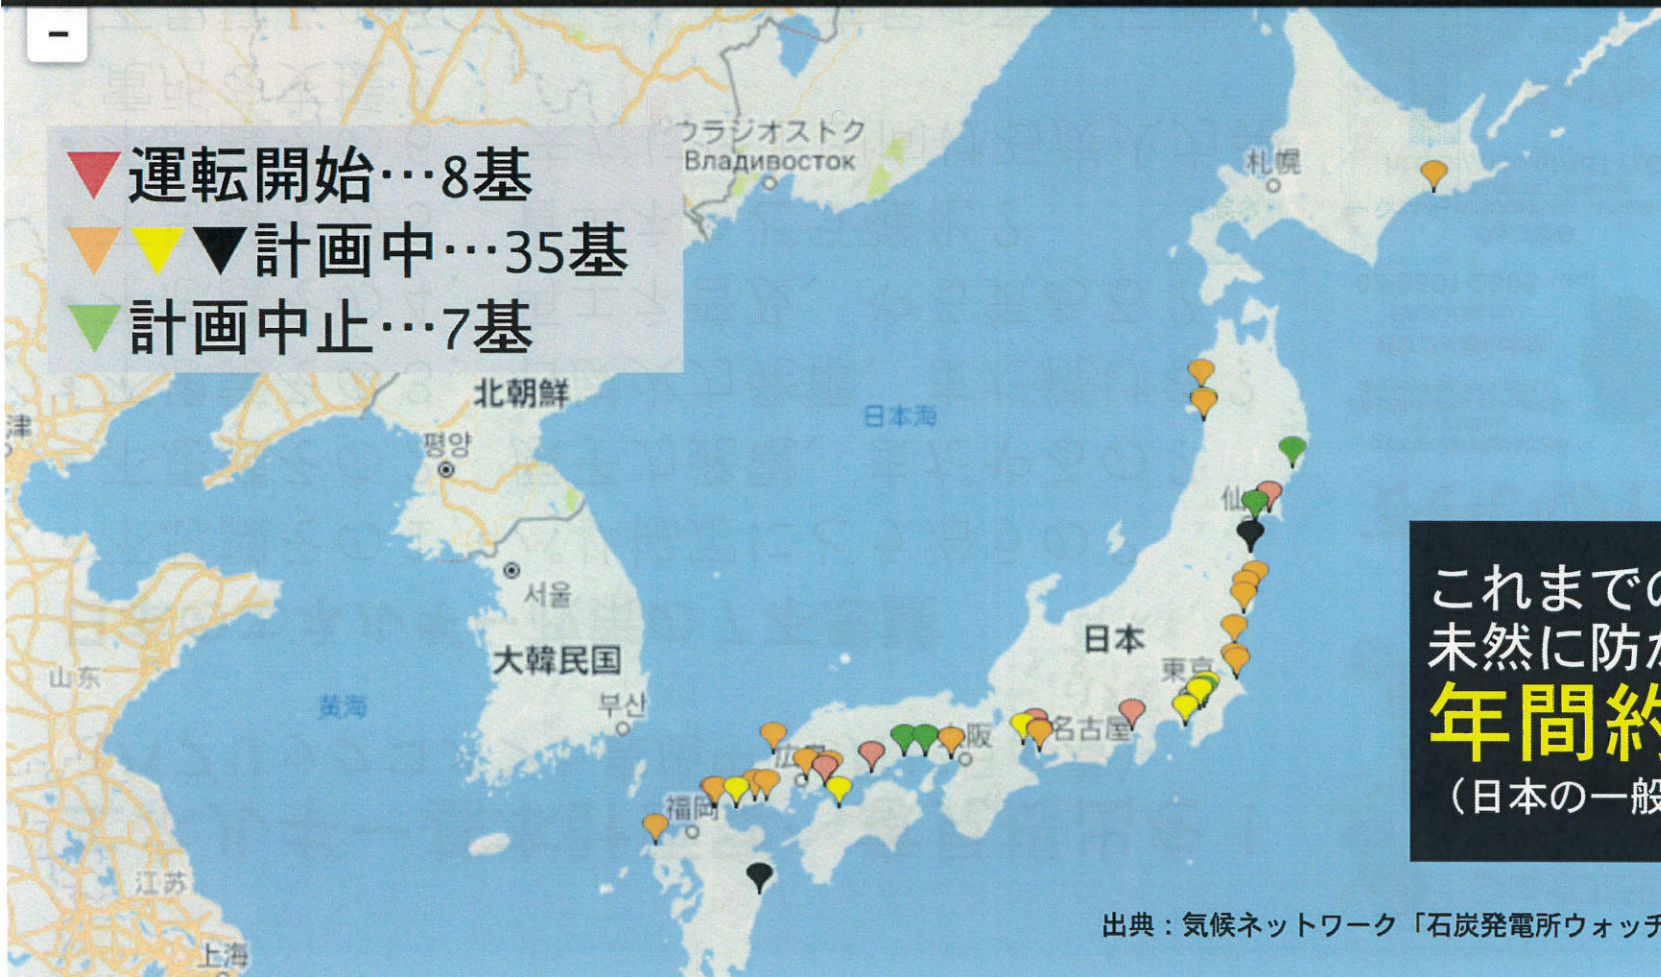 −
▼運転開始…8基
▼▼▼計画中…35基
▼計画中止…7基
ウラジオストク
Владивосток
札幌
北朝鮮
평양
日本海
津
仙
서울
大韓民国
日本
東京
山东
黄海
부산
名古屋
阪
広島
福岡
江苏
上海
これまでの
未然に防か
年間約
（日本の一般
出典：気候ネットワーク「石炭発電所ウォッチ